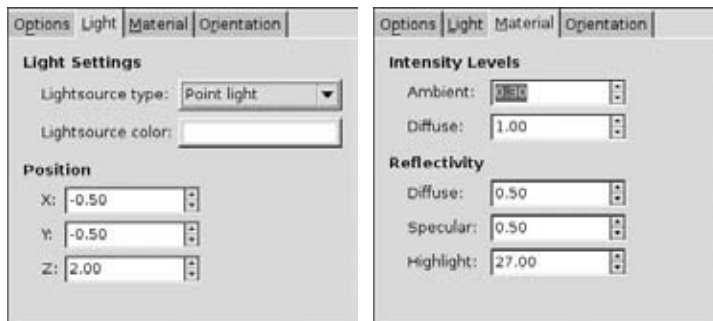 Options Light Material Orientation
Light Settings
Lightsource type: Point light
Lightsource color:
Position
X: -0.50
Y: -0.50
Z: 2.00
Options Light Material Orientation
Intensity Levels
Ambient: 0.30
Diffuse: 1.00
Reflectivity
Diffuse: 0.50
Specular: 0.50
Highlight: 27.00